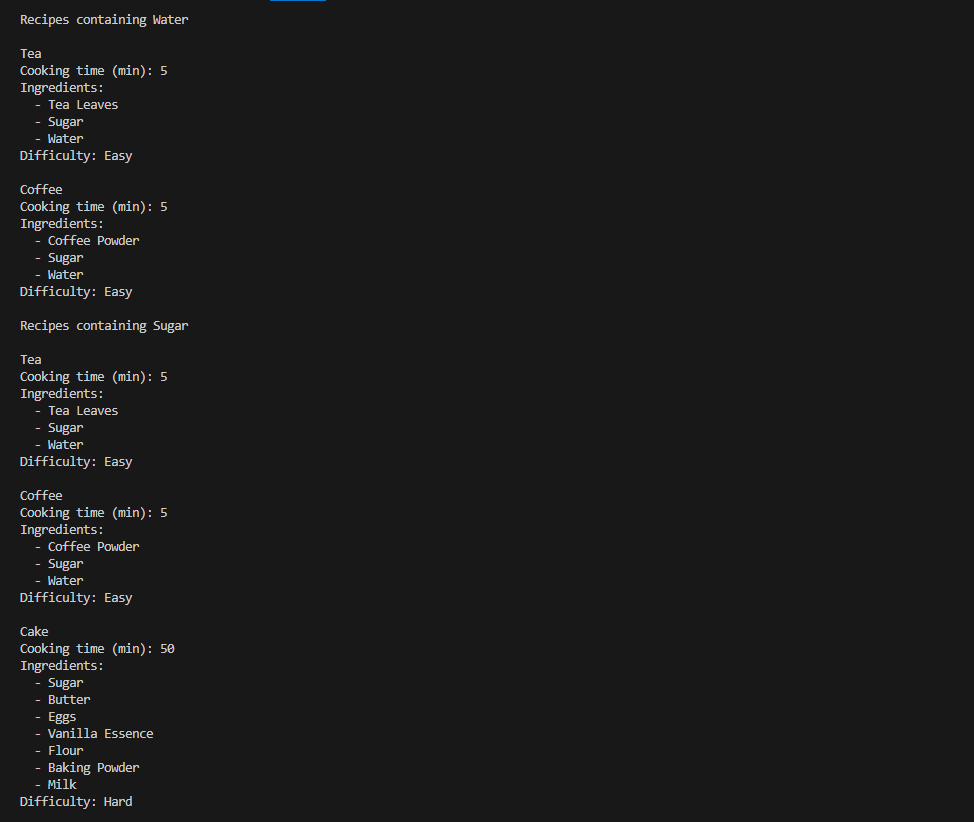 Recipes containing Water
Tea
Cooking time (min): 5
Ingredients:
- Tea Leaves
- Sugar
- Water
Difficulty: Easy
Coffee
Cooking time (min): 5
Ingredients:
- Coffee Powder
- Sugar
- Water
Difficulty: Easy
Recipes containing Sugar
Tea
Cooking time (min): 5
Ingredients:
- Tea Leaves
- Sugar
- Water
Difficulty: Easy
Coffee
Cooking time (min): 5
Ingredients:
- Coffee Powder
- Sugar
- Water
Difficulty: Easy
Cake
Cooking time (min): 50
Ingredients:
- Sugar
- Butter
- Eggs
- Vanilla Essence
- Flour
- Baking Powder
- Milk
Difficulty: Hard